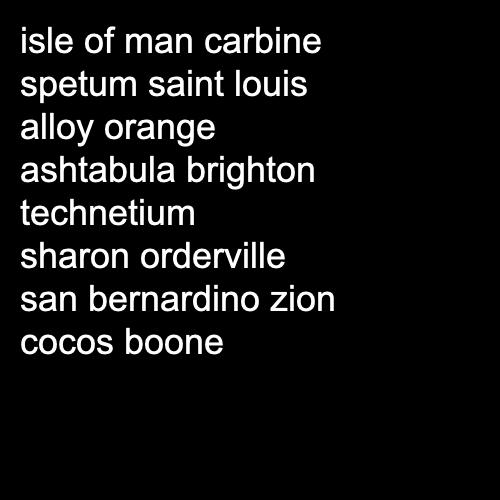 isle of man carbine
spetum saint louis
alloy orange
ashtabula brighton
technetium
sharon orderville
san bernardino zion
cocos boone